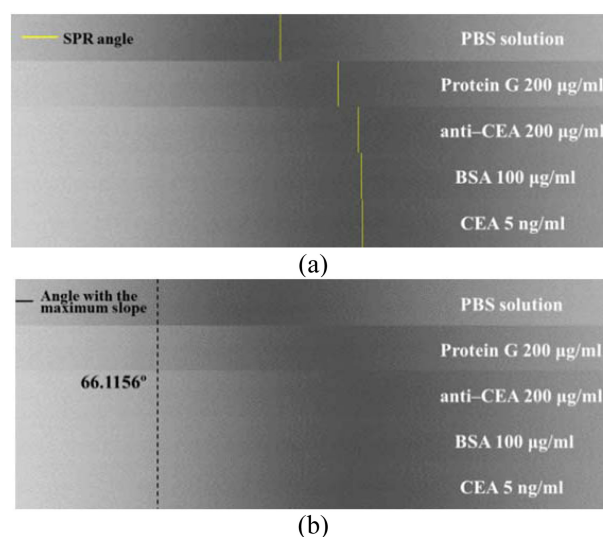 SPR angle
PBS solution
Protein G 200 μg/ml
anti–CEA 200 μg/ml
BSA 100 μg/ml
CEA 5 ng/ml
(a)
Angle with the
maximum slope
PBS solution
Protein G 200 μg/ml
66.1156º
anti–CEA 200 μg/ml
BSA 100 μg/ml
CEA 5 ng/ml
(b)